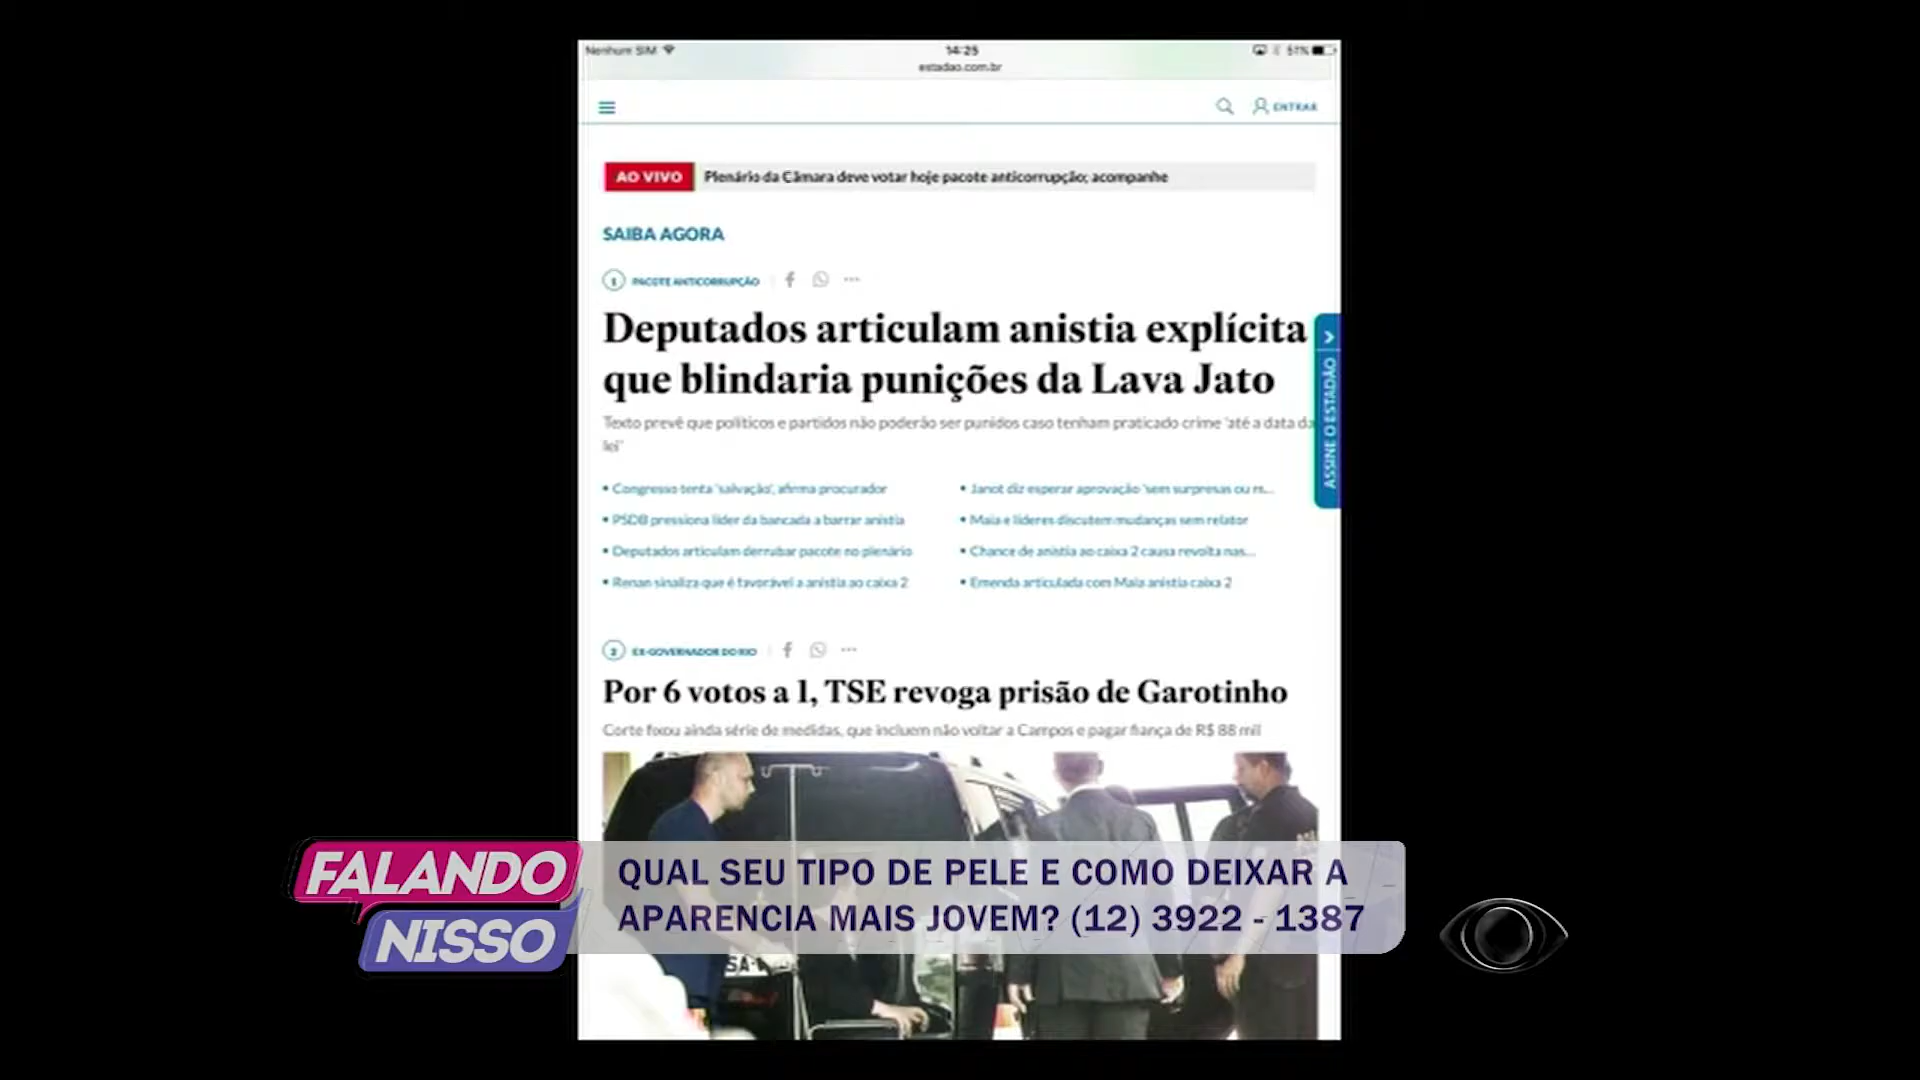 Nenhum SIM
14:25
51%
estadao.com.br
ENTRAR
AO VIVO Plenário da Câmara deve votar hoje pacote anticorrupção; acompanhe
SAIBA AGORA
1 PACOTE ANTICORRUPÇÃO
Deputados articulam anistia explícita
que blindaria punições da Lava Jato
Texto prevê que políticos e partidos não poderão ser punidos caso tenham praticado crime 'até a data da
lei'
ASSINE O ESTADÃO
• Congresso tenta 'salvação', afirma procurador
• Janot diz esperar aprovação 'sem surpresas ou m...
• PSDB pressiona líder da bancada a barrar anistia
• Maia e líderes discutem mudanças sem relator
• Deputados articulam derrubar pacote no plenário
• Chance de anistia ao caixa 2 causa revolta nas...
• Renan sinaliza que é favorável a anistia ao caixa 2
• Emenda articulada com Maia anistia caixa 2
2 EX-GOVERNADOR DO RIO
Por 6 votos a 1, TSE revoga prisão de Garotinho
Corte fixou ainda série de medidas, que incluem não voltar a Campos e pagar fiança de R$ 88 mil
FALANDO
NISSO
QUAL SEU TIPO DE PELE E COMO DEIXAR A
APARENCIA MAIS JOVEM? (12) 3922 - 1387